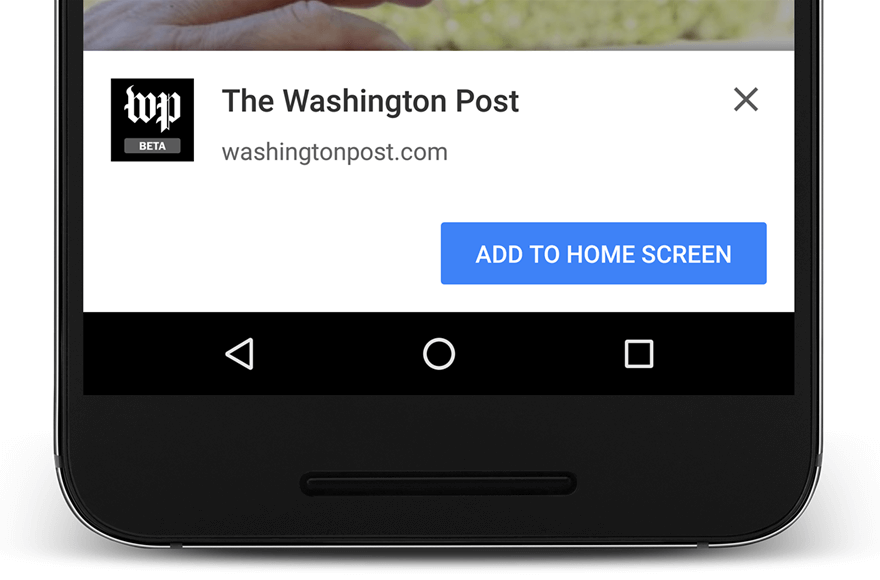 wp
BETA
The Washington Post
washingtonpost.com
ADD TO HOME SCREEN